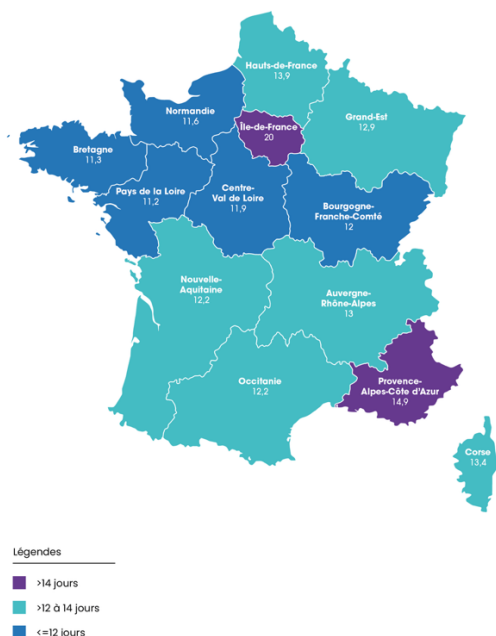 Hauts-de-France
13,9
Normandie
11,6
Île-de-France
20
Grand-Est
12,9
Bretagne
11,3
Pays de la Loire
11,2
Centre-
Val de Loire
11,9
Bourgogne-
Franche-Comté
12
Nouvelle-
Aquitaine
12,2
Auvergne-
Rhône-Alpes
13
Occitanie
12,2
Provence-
Alpes-Côte d'Azur
14,9
Corse
13,4
Légendes
>14 jours
>12 à 14 jours
<=12 jours